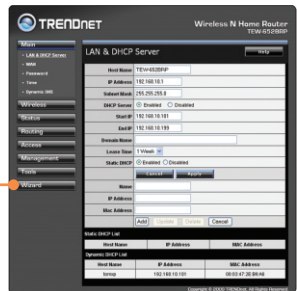 TRENDNET
Wireless N Home Router
TEW-652BRP
Main
- LAN & DHCP Server
- WAN
- Password
- Time
- Dynamic DNS
Wireless
Status
Routing
Access
Management
Tools
Wizard
LAN & DHCP Server
Help
Host Name TEW-652BRP
IP Address 192.168.10.1
Subnet Mask 255.255.255.0
DHCP Server Enabled Disabled
Start IP 192.168.10.101
End IP 192.168.10.199
Domain Name
Lease Time 1 Week
Static DHCP Enabled Disabled
Cancel Apply
Name
IP Address
Mac Address
Add Update Delete Cancel
Static DHCP List
Host Name IP Address MAC Address
Dynamic DHCP List
Host Name IP Address MAC Address
192.168.10.101
Copyright © 2009 TRENDnet. All Rights Reserved.